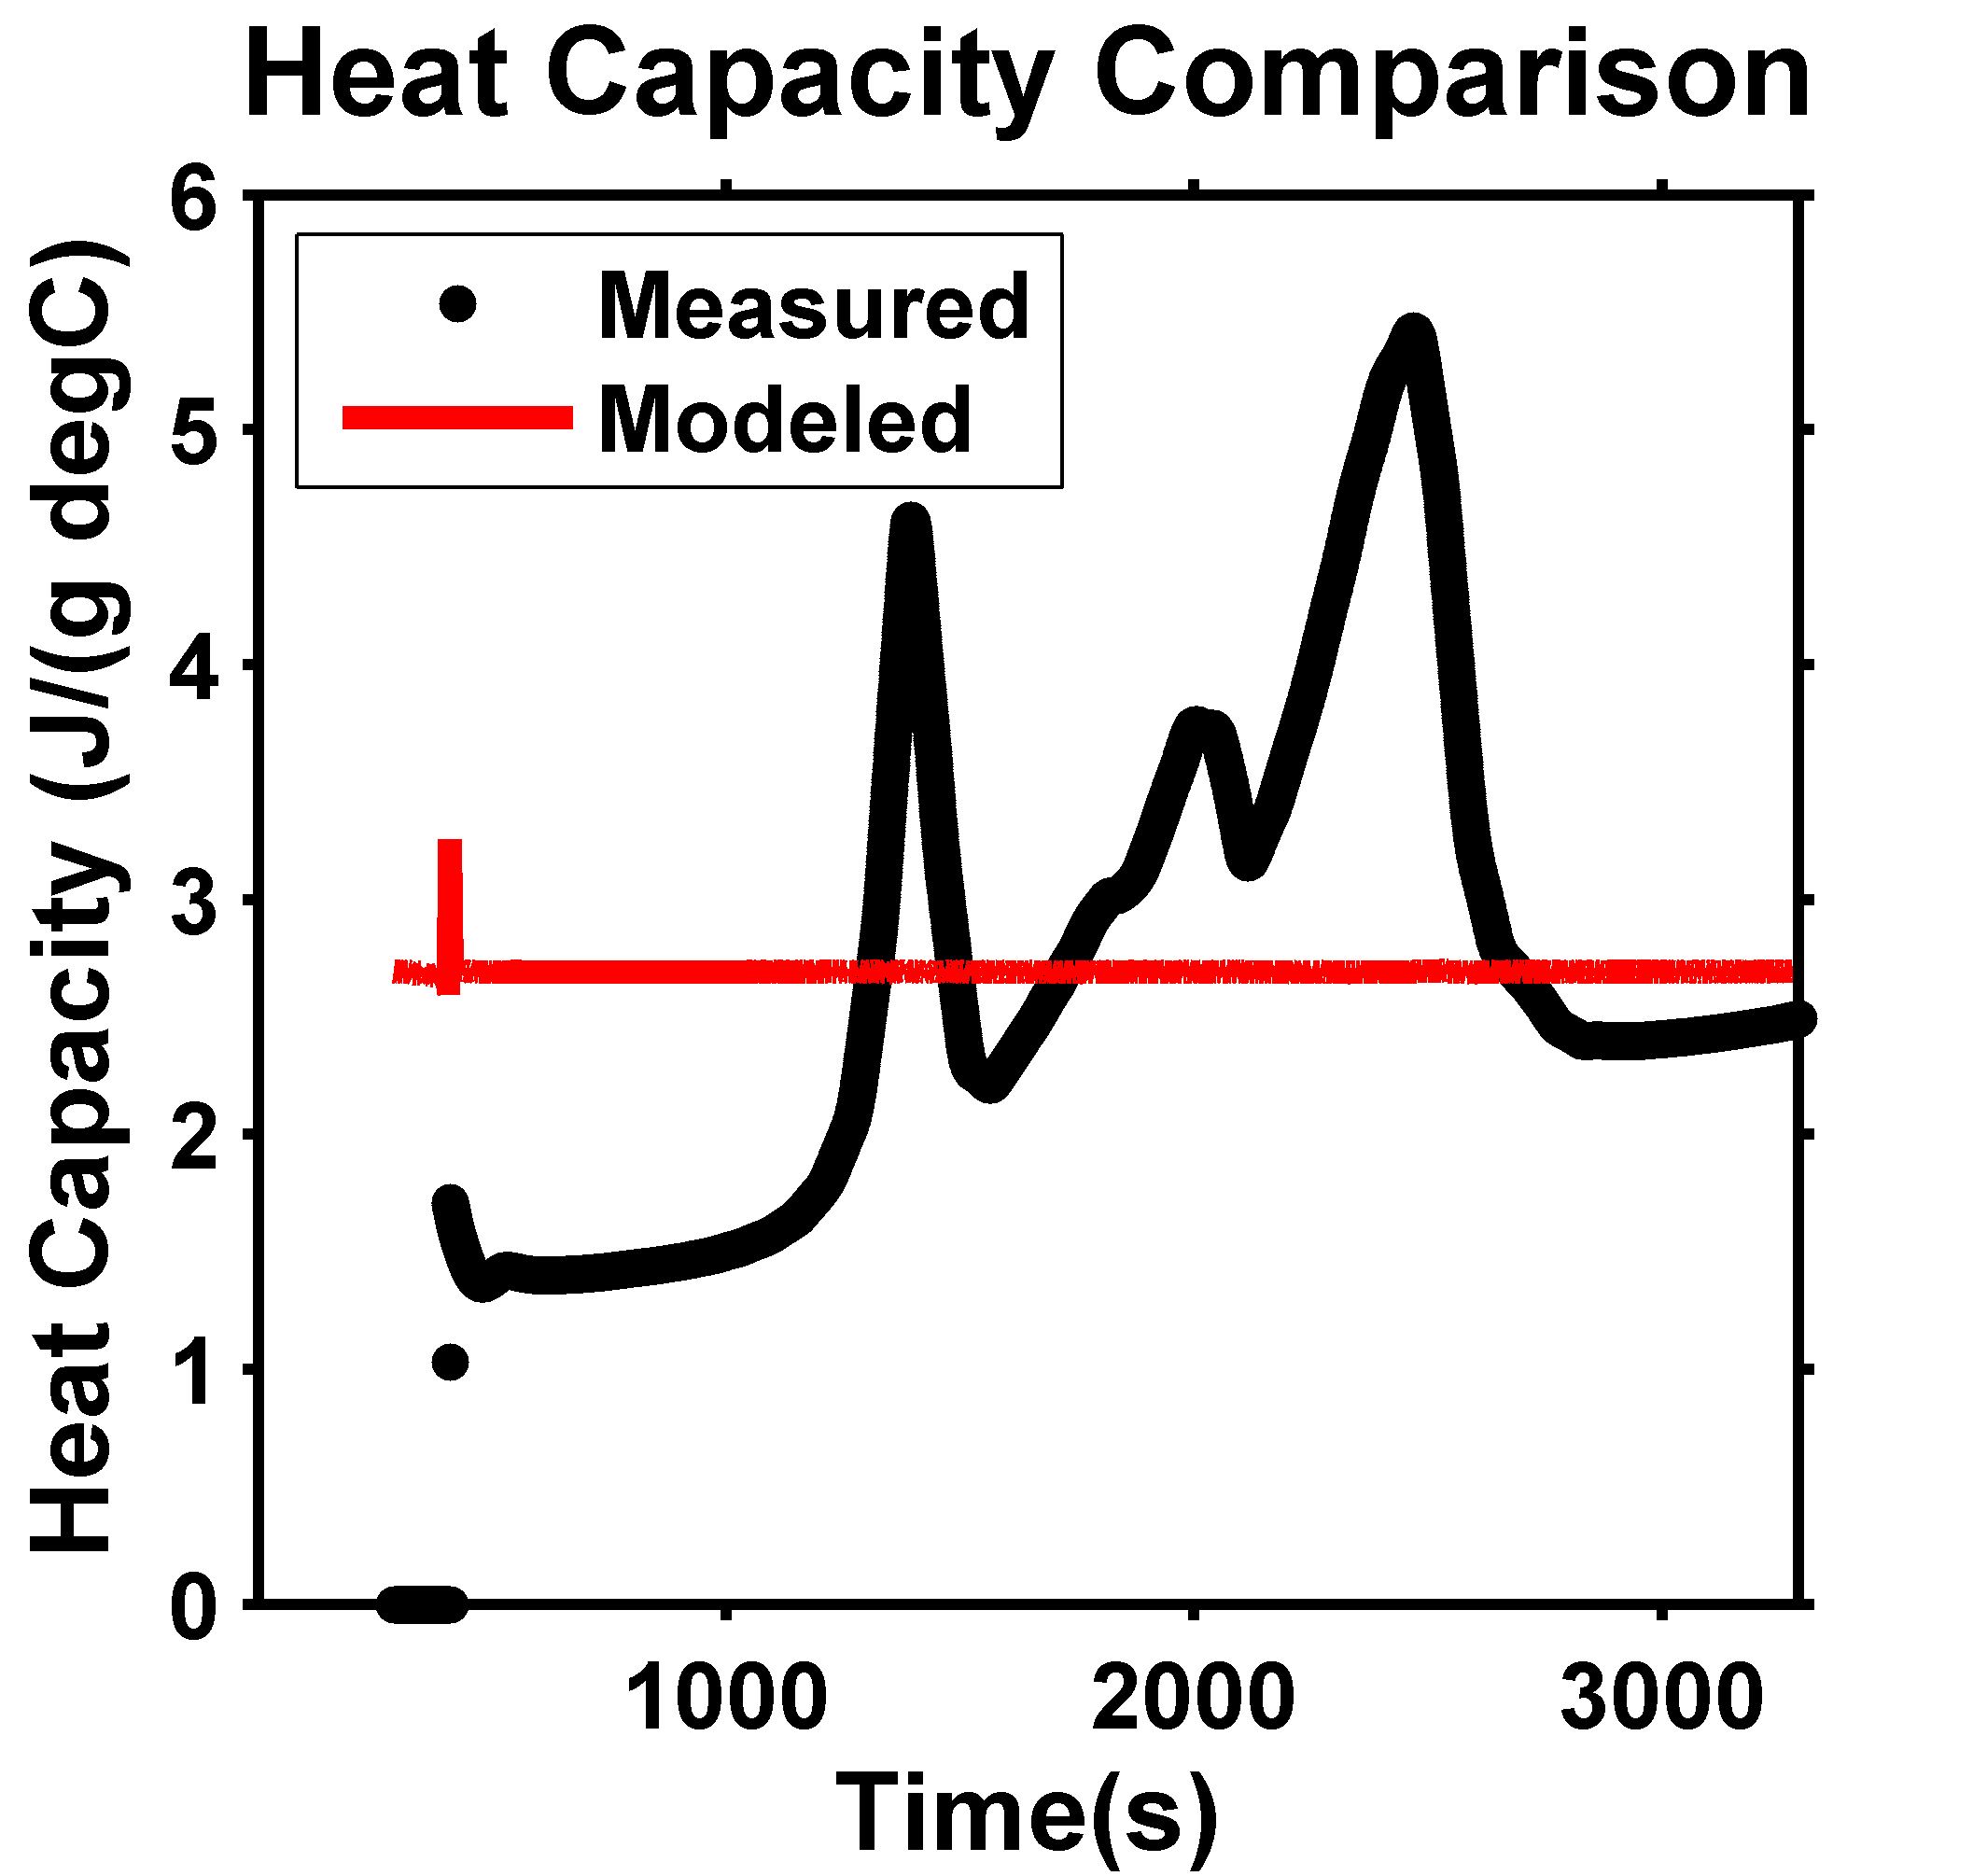 Heat Capacity Comparison
Heat Capacity (J/(g degC)
6
5
4
3
2
1
0
Measured
Modeled
1000 2000 3000
Time(s)